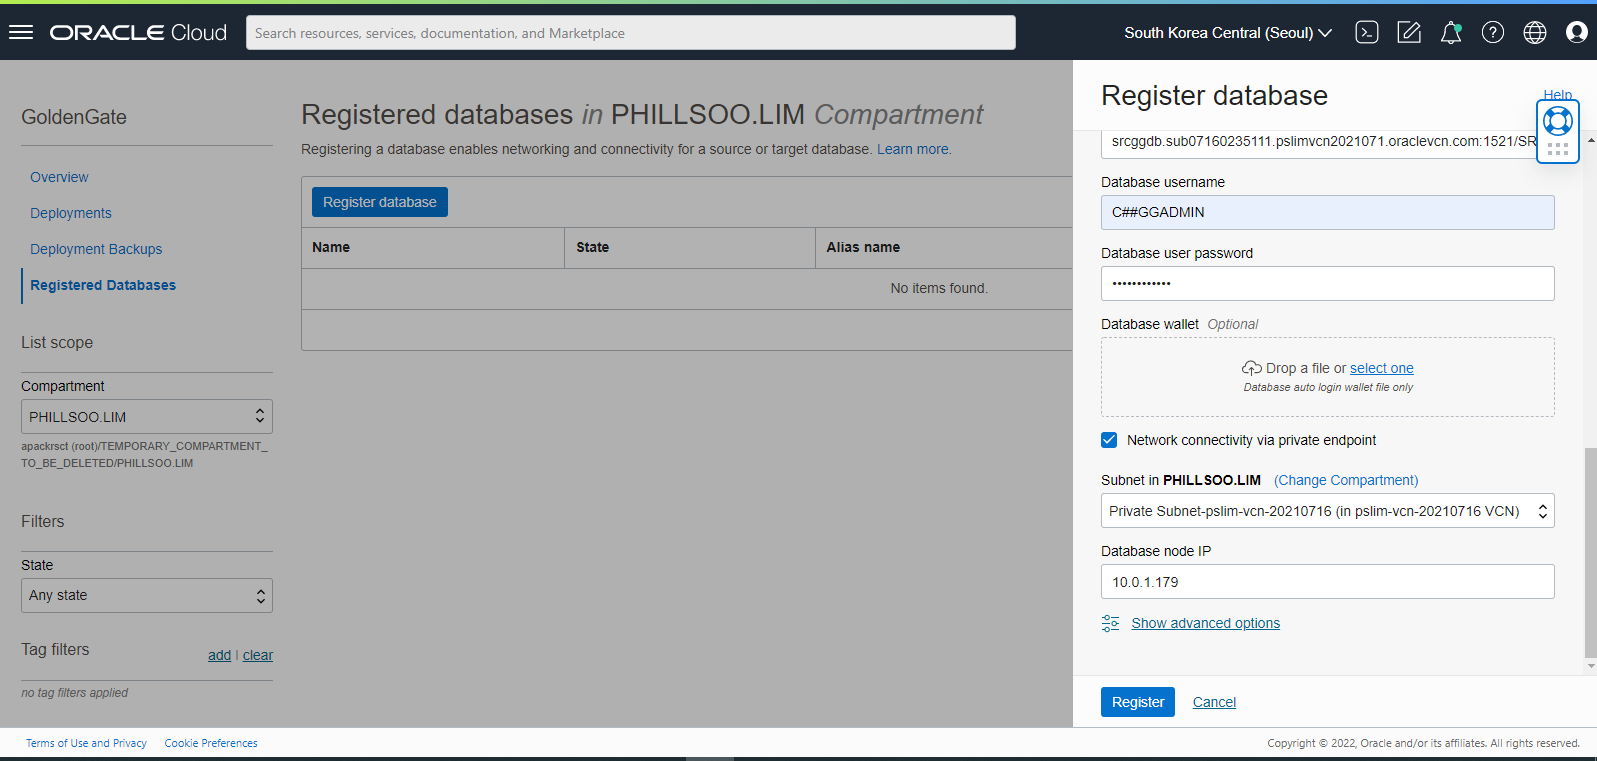 ORACLE Cloud
Search resources, services, documentation, and Marketplace
South Korea Central (Seoul)
GoldenGate
Overview
Deployments
Deployment Backups
Registered Databases
List scope
Compartment
PHILLSOO.LIM
apackrsct (root)/TEMPORARY_COMPARTMENT_
TO_BE_DELETED/PHILLSOO.LIM
Filters
State
Any state
Tag filters
add | clear
no tag filters applied
Registered databases in PHILLSOO.LIM Compartment
Registering a database enables networking and connectivity for a source or target database. Learn more.
Register database
Name State Alias name
No items found.
Register database
Help
srcggdb.sub07160235111.pslimvcn2021071.oraclevcn.com:1521/SR
Database username
C##GGADMIN
Database user password
••••••••••••
Database wallet Optional
Drop a file or select one
Database auto login wallet file only
Network connectivity via private endpoint
Subnet in PHILLSOO.LIM (Change Compartment)
Private Subnet-pslim-vcn-20210716 (in pslim-vcn-20210716 VCN)
Database node IP
10.0.1.179
Show advanced options
Register Cancel
Terms of Use and Privacy Cookie Preferences
Copyright © 2022, Oracle and/or its affiliates. All rights reserved.